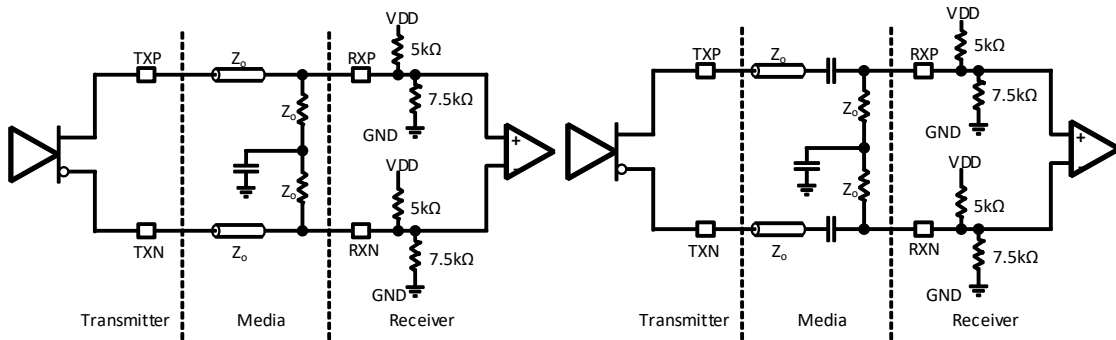 VDD
5kΩ
TXP
Zₒ
RXP
7.5kΩ
Zₒ
GND
VDD
+
-
Zₒ
5kΩ
TXN
Zₒ
RXN
7.5kΩ
GND
Transmitter
Media
Receiver
VDD
5kΩ
TXP
Zₒ
RXP
7.5kΩ
Zₒ
GND
VDD
+
-
Zₒ
5kΩ
TXN
Zₒ
RXN
7.5kΩ
GND
Transmitter
Media
Receiver